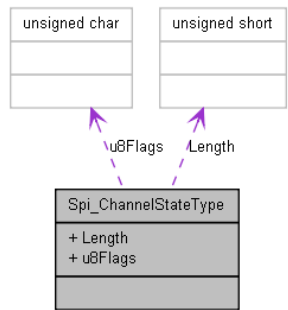 unsigned char
unsigned short
u8Flags
Length
Spi_ChannelStateType
+ Length
+ u8Flags